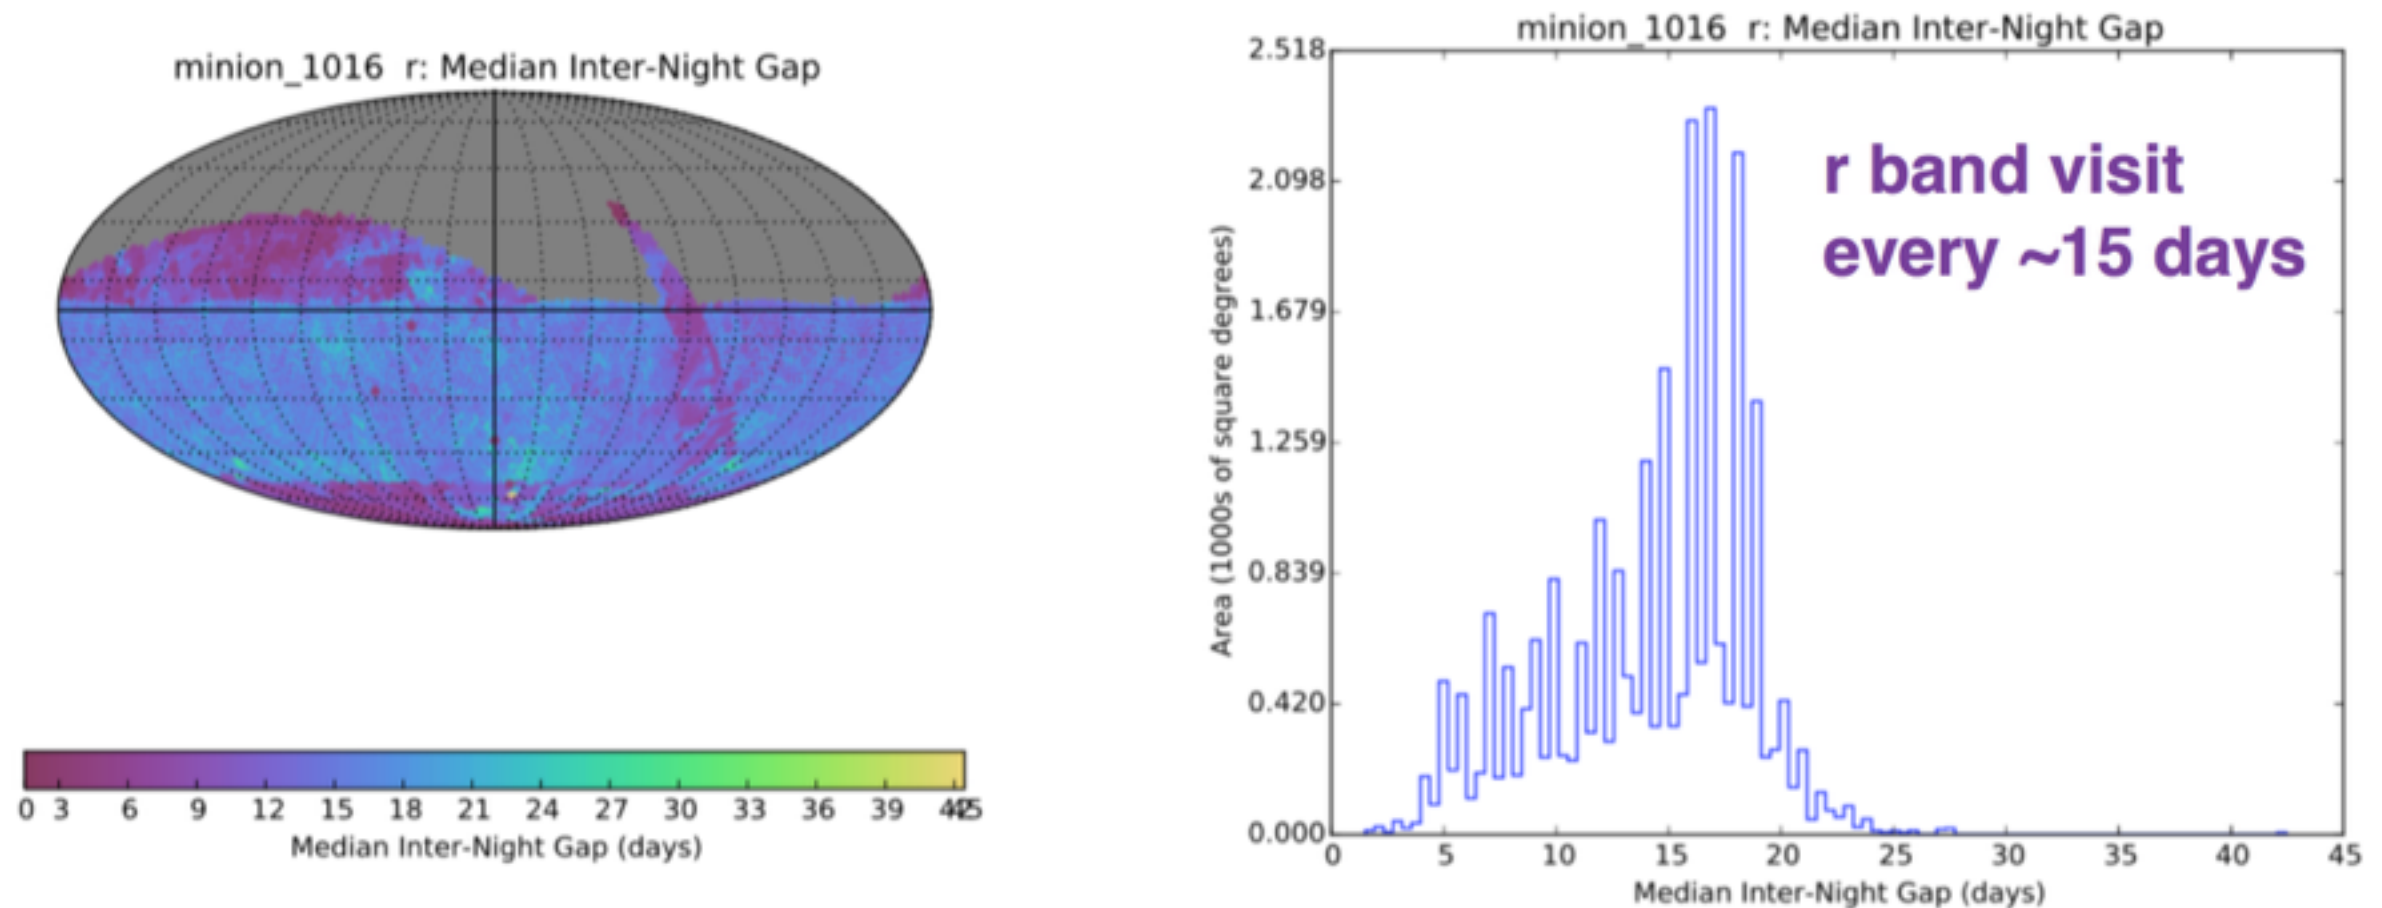 minion_1016 r: Median Inter-Night Gap
0 3 6 9 12 15 18 21 24 27 30 33 36 39 42 45
Median Inter-Night Gap (days)
minion_1016 r: Median Inter-Night Gap
r band visit
every ~15 days
Area (1000s of square degrees)
2.518
2.098
1.679
1.259
0.839
0.420
0.000
0 5 10 15 20 25 30 35 40 45
Median Inter-Night Gap (days)